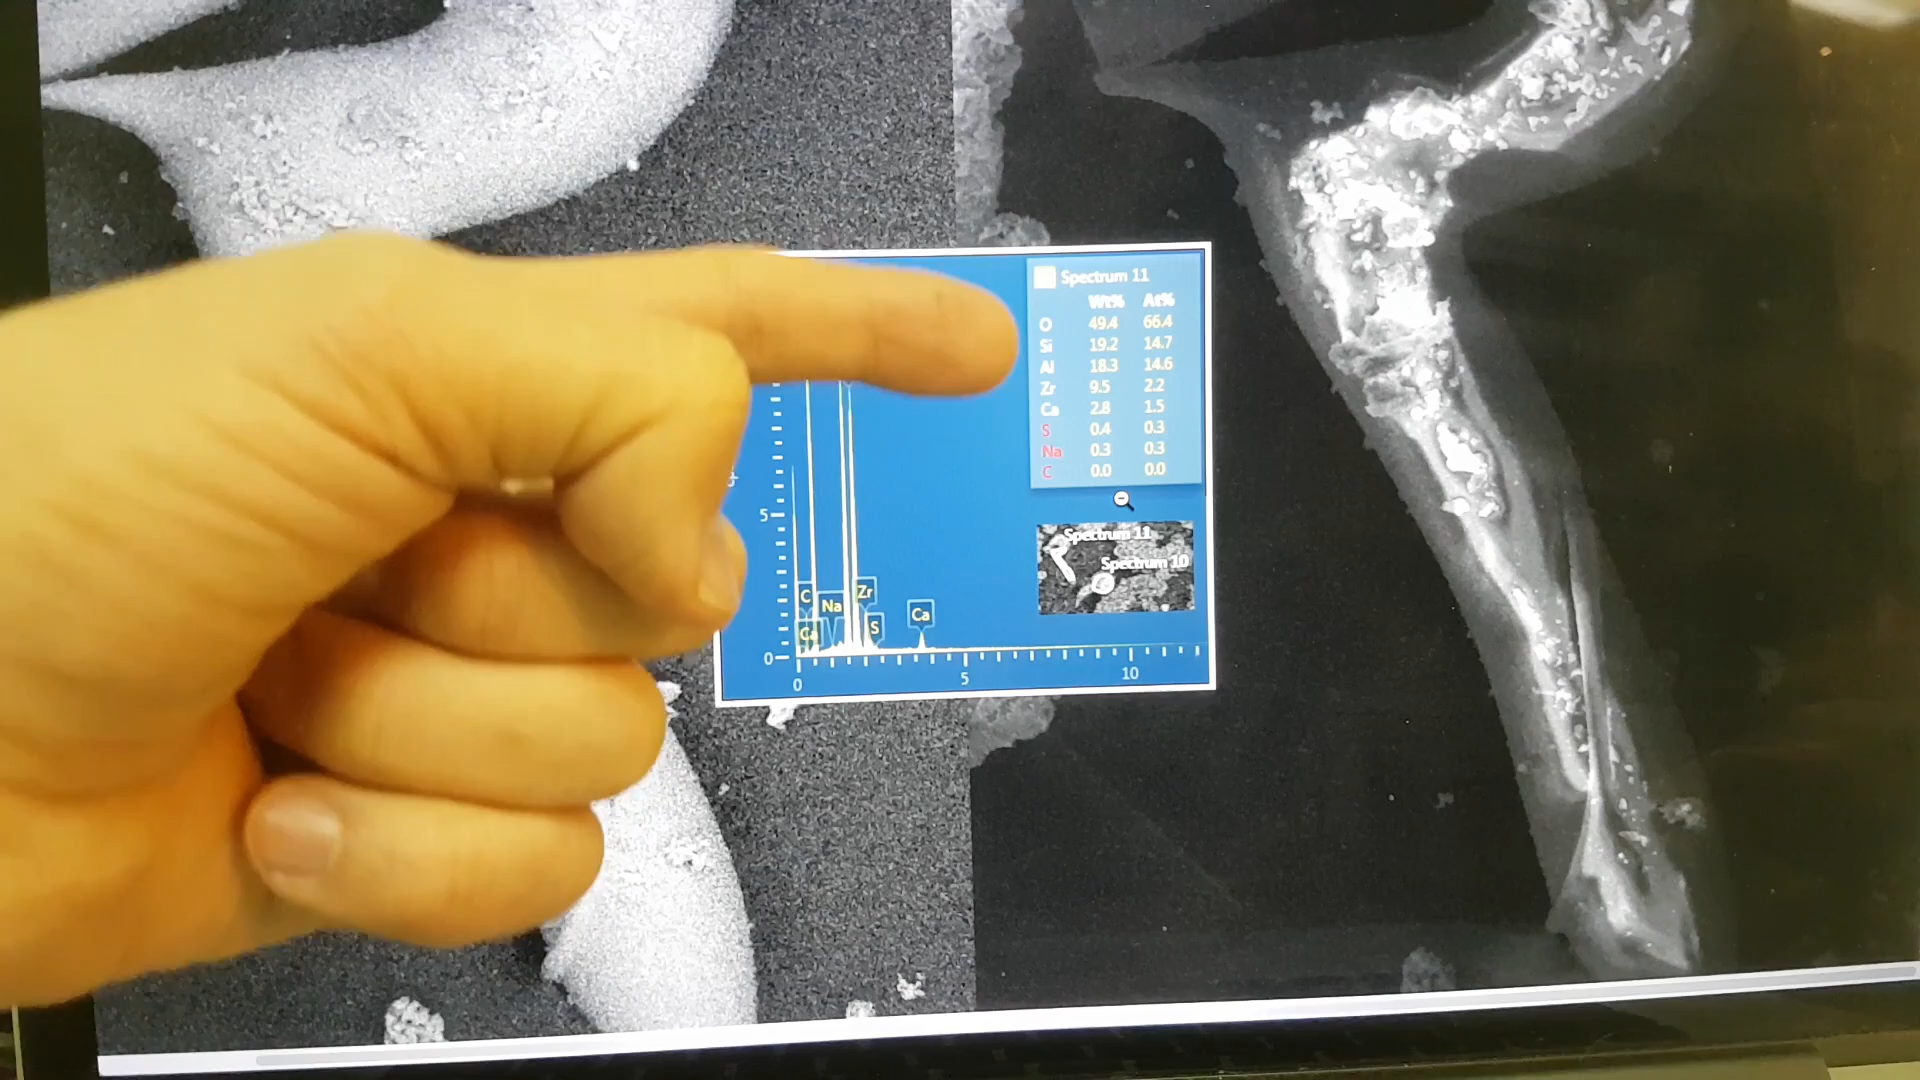 Spectrum 11
Wt% At%
O 49.4 66.4
Si 19.2 14.7
Al 18.3 14.6
Zr 9.5 2.2
Ca 2.8 1.5
S 0.4 0.3
Na 0.3 0.3
C 0.0 0.0
Spectrum 11
Spectrum 10
5
C
Na
Zr
Ca
Ca
S
0
0
5
10